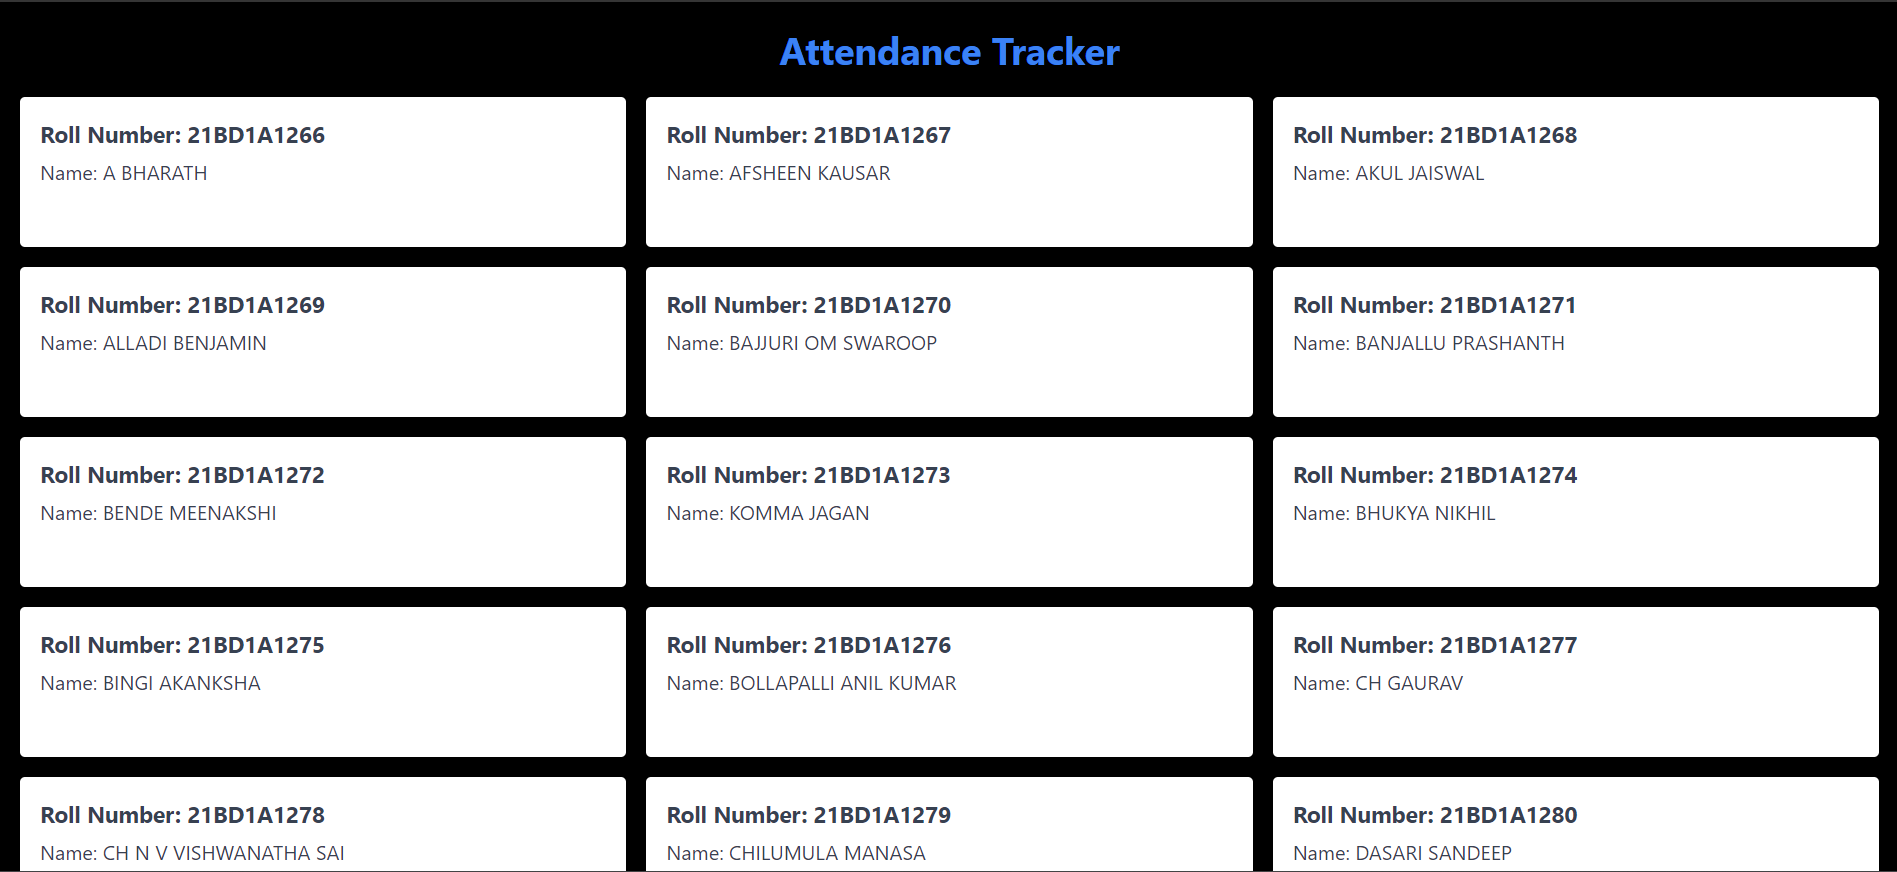 Attendance Tracker
Roll Number: 21BD1A1266
Name: A BHARATH
Roll Number: 21BD1A1267
Name: AFSHEEN KAUSAR
Roll Number: 21BD1A1268
Name: AKUL JAISWAL
Roll Number: 21BD1A1269
Name: ALLADI BENJAMIN
Roll Number: 21BD1A1270
Name: BAJJURI OM SWAROOP
Roll Number: 21BD1A1271
Name: BANJALLU PRASHANTH
Roll Number: 21BD1A1272
Name: BENDE MEENAKSHI
Roll Number: 21BD1A1273
Name: KOMMA JAGAN
Roll Number: 21BD1A1274
Name: BHUKYA NIKHIL
Roll Number: 21BD1A1275
Name: BINGI AKANKSHA
Roll Number: 21BD1A1276
Name: BOLLAPALLI ANIL KUMAR
Roll Number: 21BD1A1277
Name: CH GAURAV
Roll Number: 21BD1A1278
Name: CH N V VISHWANATHA SAI
Roll Number: 21BD1A1279
Name: CHILUMULA MANASA
Roll Number: 21BD1A1280
Name: DASARI SANDEEP